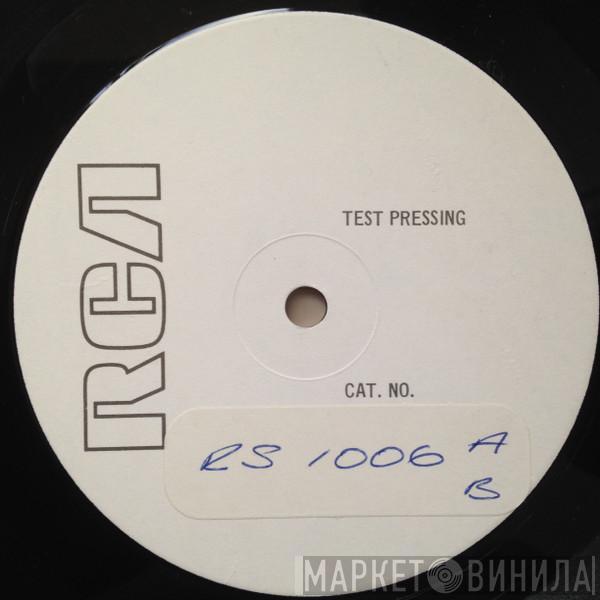 RCA
TEST PRESSING
CAT. NO.
RS 1006 A
B
МАРКЕТ ВИНИЛА